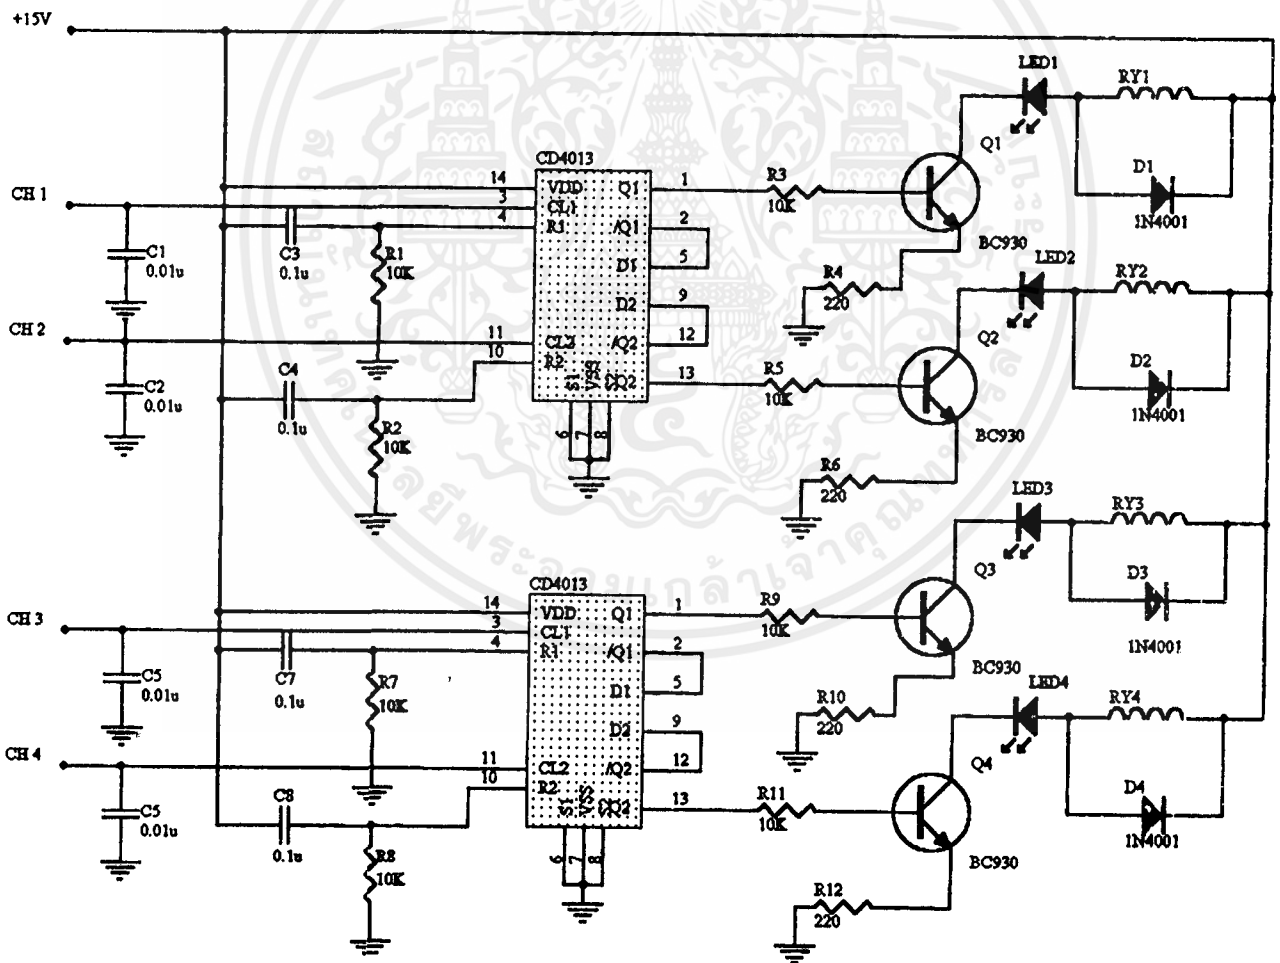 +15V
LED1
RY1
Q1
D1
1N4001
BC930
CH 1
CD4013
14
3
4
VDD
CL1
R1
Q1
/Q1
D1
D2
/Q2
Q2
1
2
5
9
12
13
R3
10K
C1
0.01u
C3
0.1u
R1
10K
R4
220
LED2
RY2
Q2
D2
1N4001
BC930
CH 2
11
10
CL2
R2
S1
VSS
S2
6
7
8
C2
0.01u
C4
0.1u
R2
10K
R5
10K
R6
220
LED3
RY3
Q3
D3
1N4001
BC930
CH 3
CD4013
14
3
4
VDD
CL1
R1
Q1
/Q1
D1
D2
/Q2
Q2
1
2
5
9
12
13
R9
10K
C5
0.01u
C7
0.1u
R7
10K
R10
220
LED4
RY4
Q4
D4
1N4001
BC930
CH 4
11
10
CL2
R2
S1
VSS
S2
6
7
8
C5
0.01u
C8
0.1u
R8
10K
R11
10K
R12
220